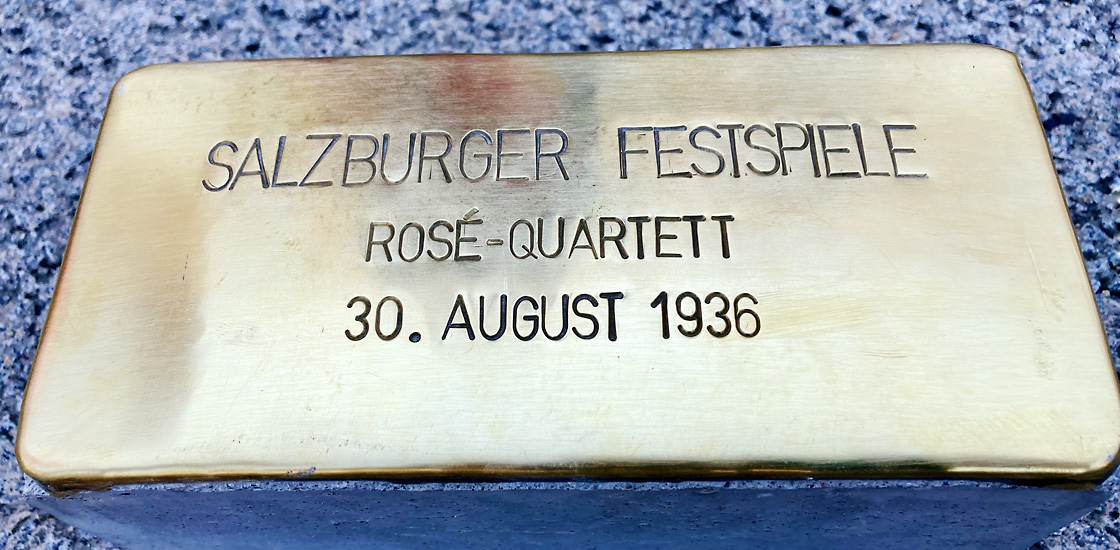 SALZBURGER FESTSPIELE
ROSÉ-QUARTETT
30. AUGUST 1936